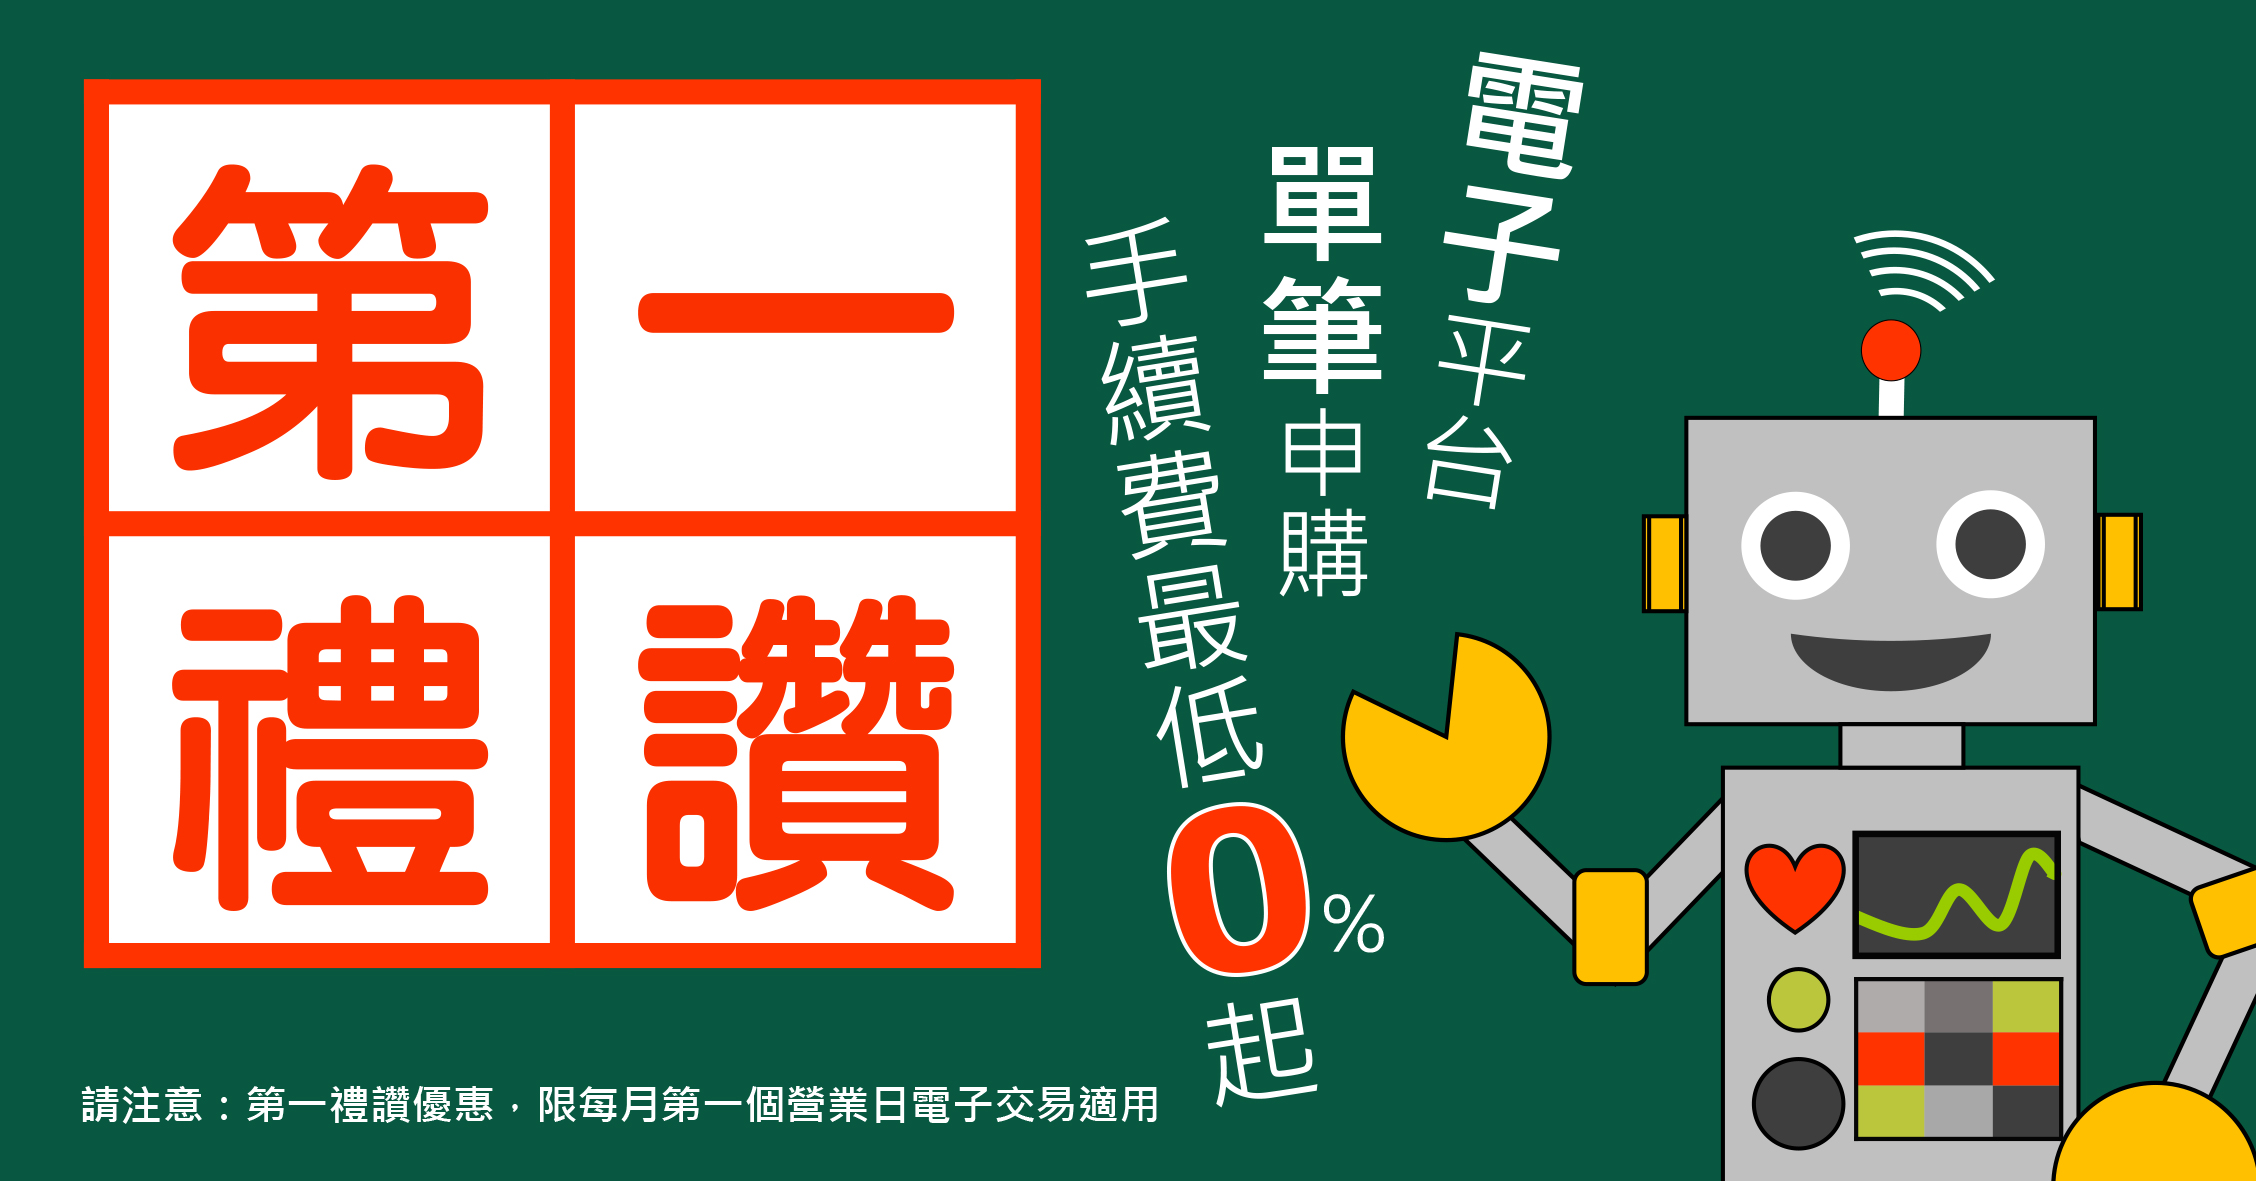 第一
禮讚
電子平台
單筆申購
手續費最低0%起
請注意：第一禮讚優惠，限每月第一個營業日電子交易適用